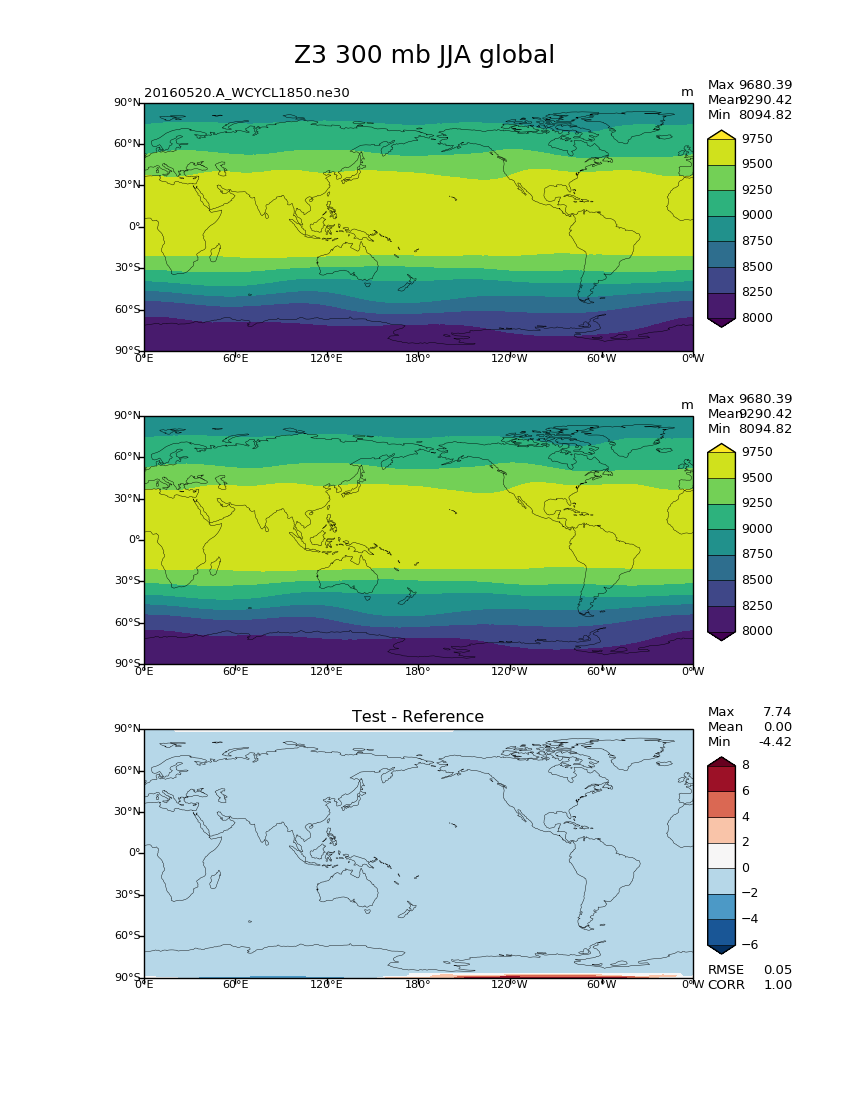 Z3 300 mb JJA global
20160520.A_WCYCL1850.ne30
m
Max 9680.39
Mean 9290.42
Min 8094.82
90°N
60°N
30°N
0°
30°S
60°S
90°S
0°E 60°E 120°E 180° 120°W 60°W 0°W
9750
9500
9250
9000
8750
8500
8250
8000
m
Max 9680.39
Mean 9290.42
Min 8094.82
90°N
60°N
30°N
0°
30°S
60°S
90°S
0°E 60°E 120°E 180° 120°W 60°W 0°W
9750
9500
9250
9000
8750
8500
8250
8000
Test - Reference
Max 7.74
Mean 0.00
Min -4.42
90°N
60°N
30°N
0°
30°S
60°S
90°S
0°E 60°E 120°E 180° 120°W 60°W 0°W
8
6
4
2
0
−2
−4
−6
RMSE 0.05
CORR 1.00